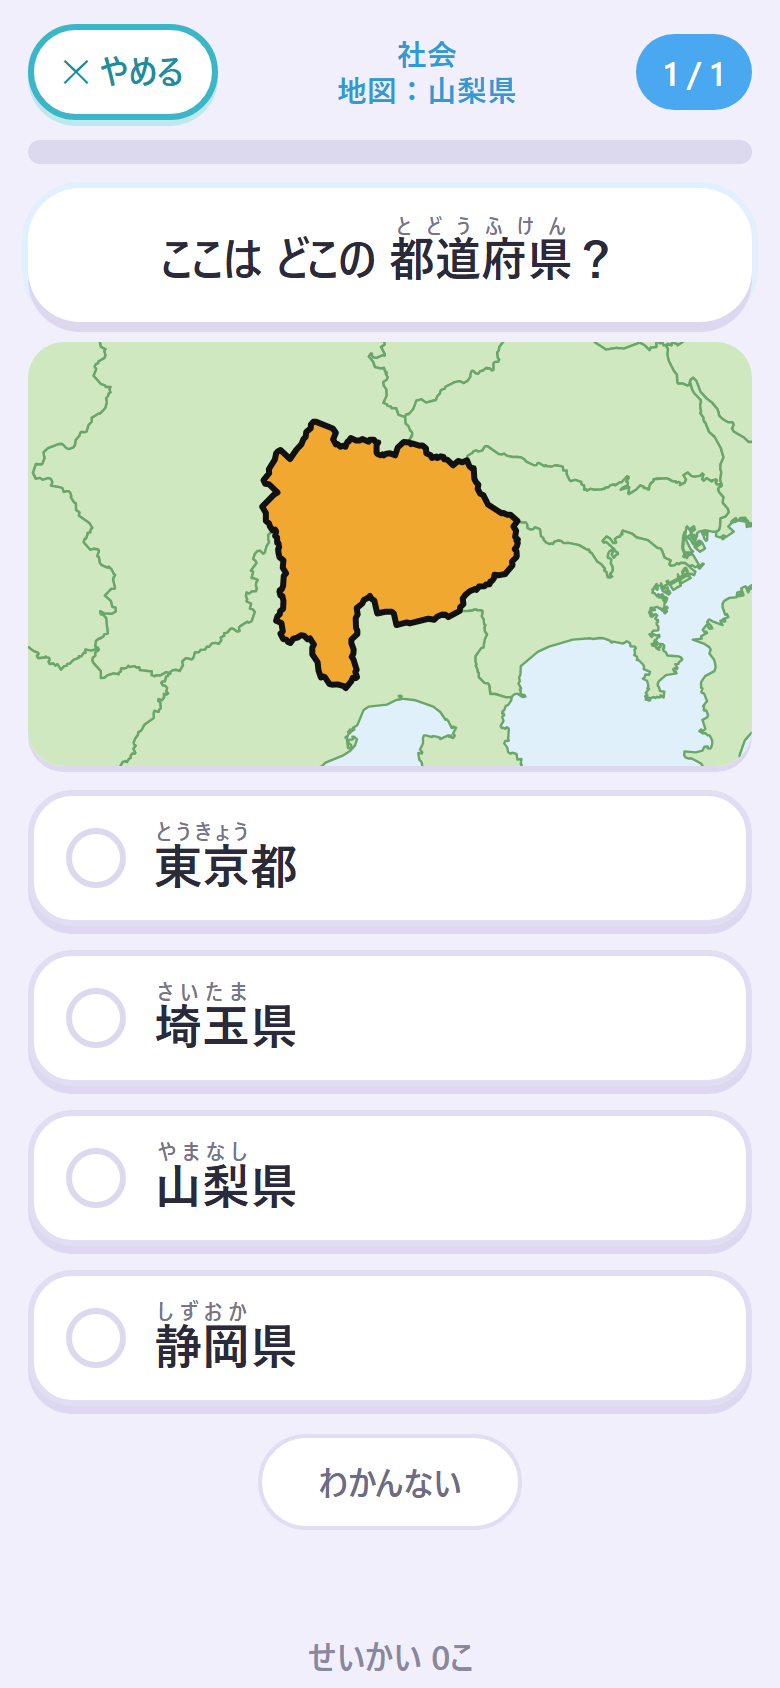 × やめる
社会
地図：山梨県
1 / 1
とどうふけん
ここは どこの 都道府県？
とうきょう
東京都
さいたま
埼玉県
やまなし
山梨県
しずおか
静岡県
わかんない
せいかい 0こ